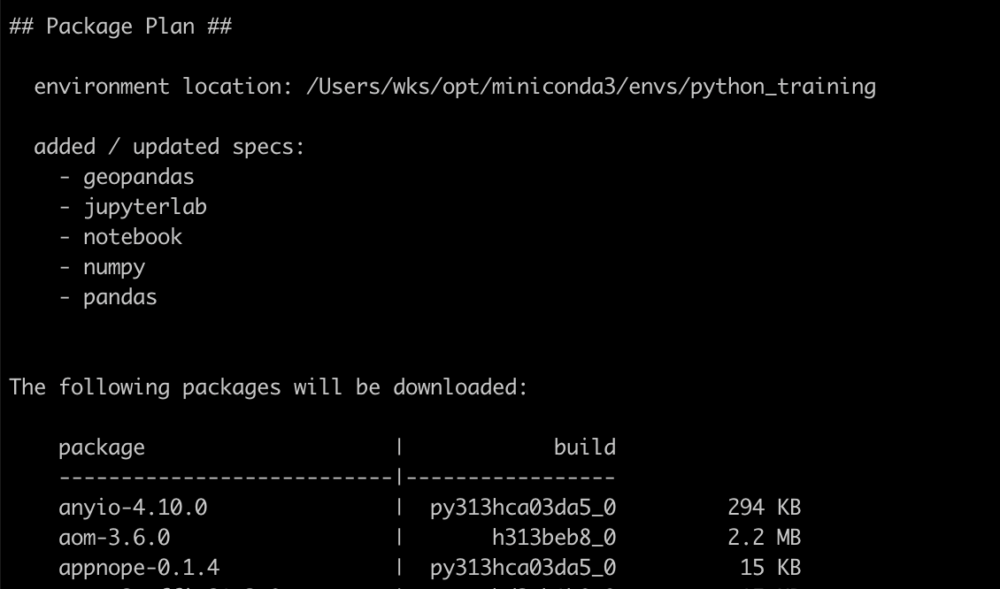 ## Package Plan ##
environment location: /Users/wks/opt/miniconda3/envs/python_training
added / updated specs:
- geopandas
- jupyterlab
- notebook
- numpy
- pandas
The following packages will be downloaded:
package | build
---------------------------|-----------------
anyio-4.10.0 | py313hca03da5_0 294 KB
aom-3.6.0 | h313beb8_0 2.2 MB
appnope-0.1.4 | py313hca03da5_0 15 KB